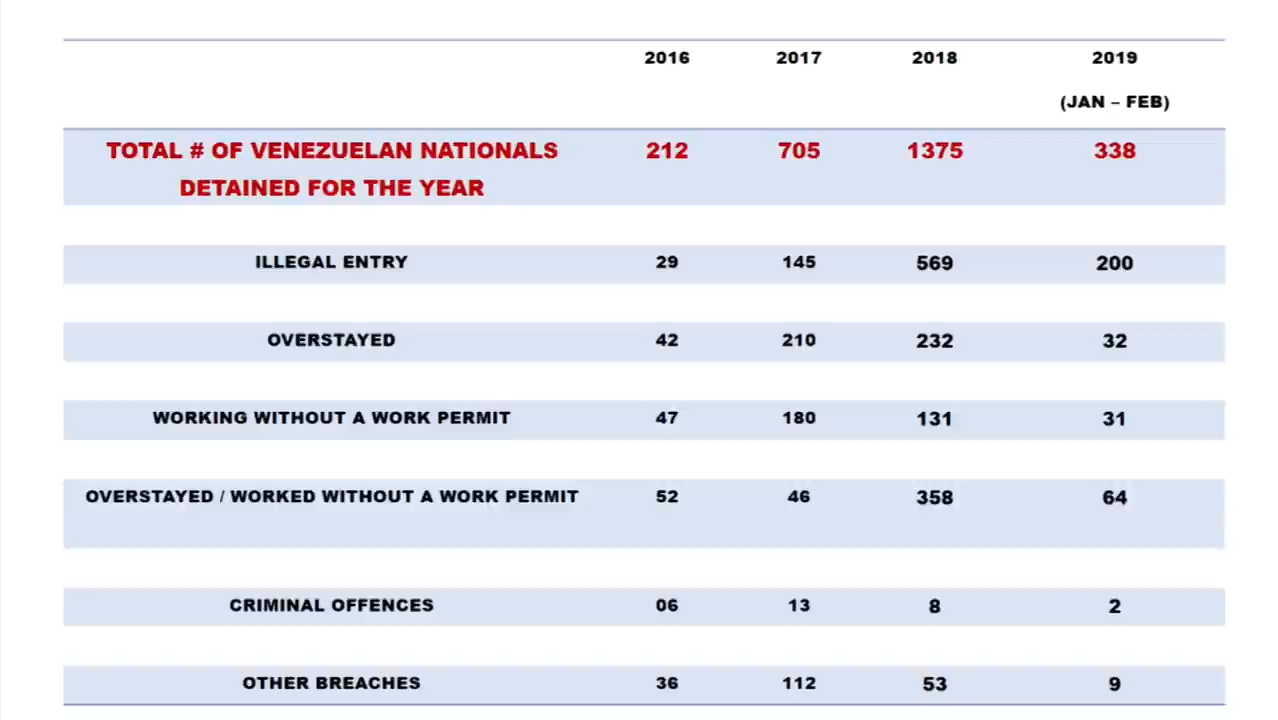 2016 2017 2018 2019
(JAN – FEB)
TOTAL # OF VENEZUELAN NATIONALS 212 705 1375 338
DETAINED FOR THE YEAR
ILLEGAL ENTRY 29 145 569 200
OVERSTAYED 42 210 232 32
WORKING WITHOUT A WORK PERMIT 47 180 131 31
OVERSTAYED / WORKED WITHOUT A WORK PERMIT 52 46 358 64
CRIMINAL OFFENCES 06 13 8 2
OTHER BREACHES 36 112 53 9